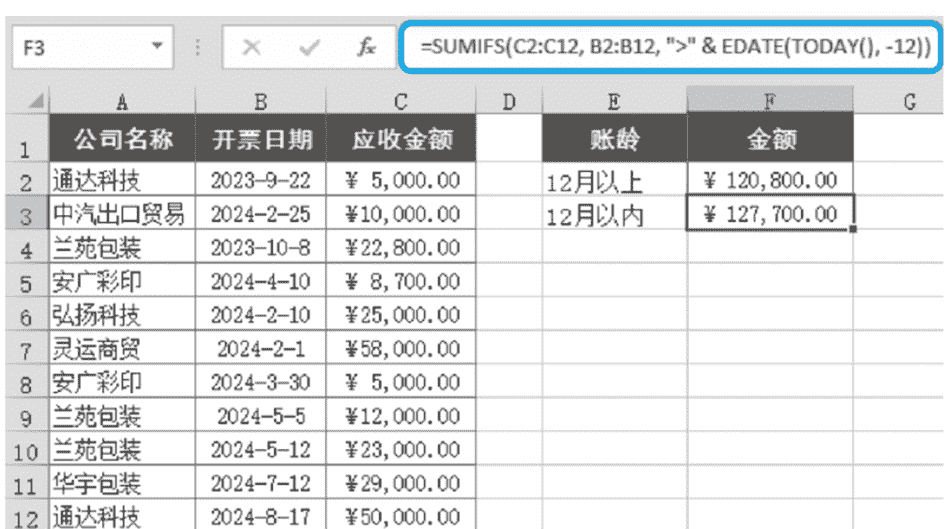 F3 fx =SUMIFS(C2:C12, B2:B12, ">" & EDATE(TODAY(), -12))
A B C D E F G
1 公司名称 开票日期 应收金额 账龄 金额
2 通达科技 2023-9-22 ¥ 5,000.00 12月以上 ¥ 120,800.00
3 中汽出口贸易 2024-2-25 ¥10,000.00 12月以内 ¥ 127,700.00
4 兰苑包装 2023-10-8 ¥22,800.00
5 安广彩印 2024-4-10 ¥ 8,700.00
6 弘扬科技 2024-2-10 ¥25,000.00
7 灵运商贸 2024-2-1 ¥58,000.00
8 安广彩印 2024-3-30 ¥ 5,000.00
9 兰苑包装 2024-5-5 ¥12,000.00
10 兰苑包装 2024-5-12 ¥23,000.00
11 华宇包装 2024-7-12 ¥29,000.00
12 通达科技 2024-8-17 ¥50,000.00